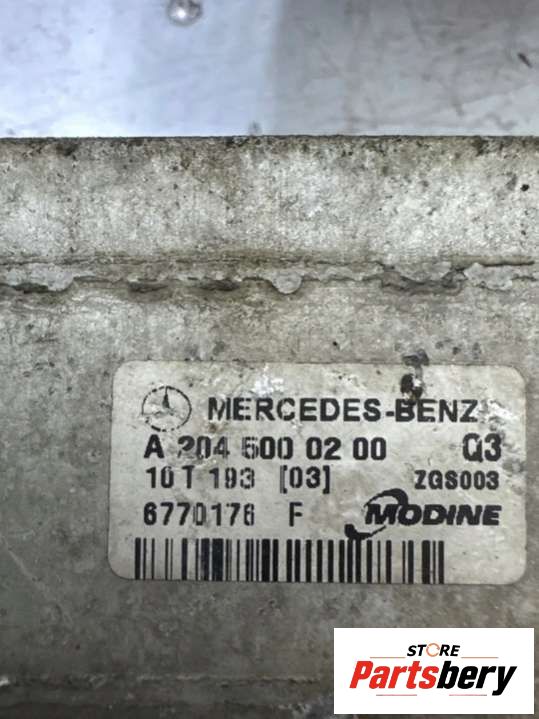 MERCEDES-BENZ
A 204 500 02 00 Q3
10 T 193 [03] ZGS003
6770176 F MODINE
STORE
Partsbery